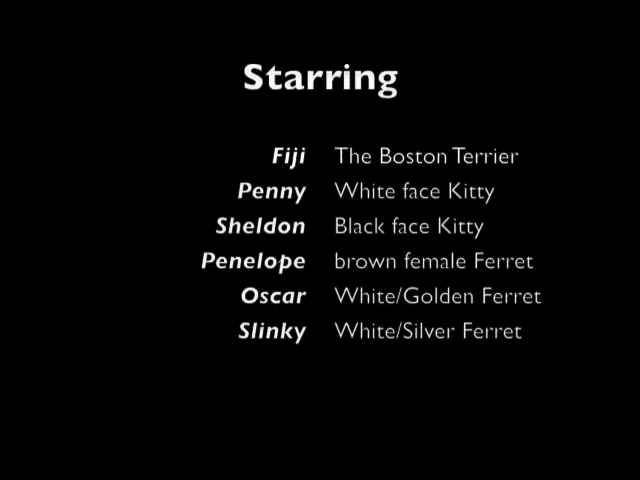 Starring
Fiji The Boston Terrier
Penny White face Kitty
Sheldon Black face Kitty
Penelope brown female Ferret
Oscar White/Golden Ferret
Slinky White/Silver Ferret